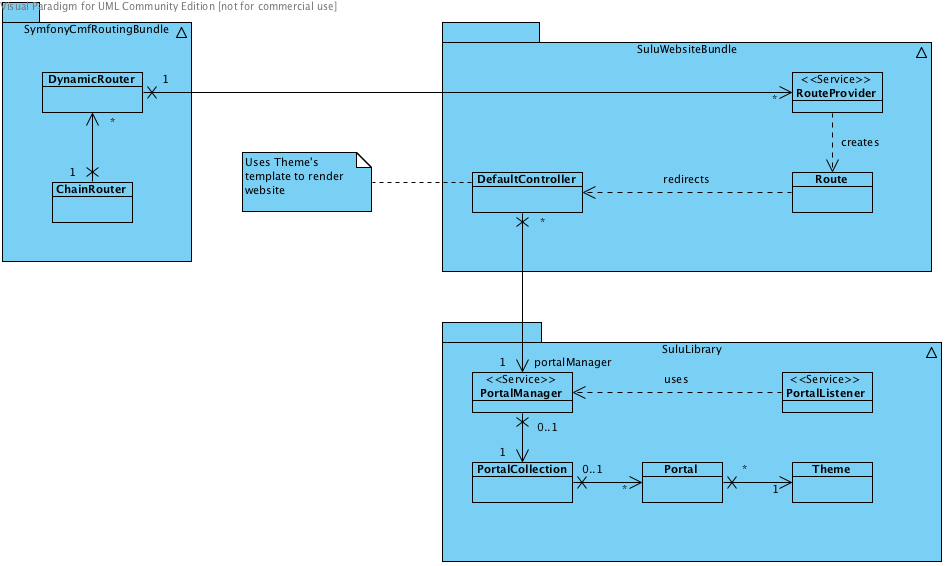 Visual Paradigm for UML Community Edition [not for commercial use]
SymfonyCmfRoutingBundle
DynamicRouter
1
*
1
ChainRouter
SuluWebsiteBundle
<<Service>>
RouteProvider
*
creates
Uses Theme's
template to render
website
DefaultController
redirects
Route
*
SuluLibrary
1
portalManager
<<Service>>
PortalManager
uses
<<Service>>
PortalListener
0..1
1
PortalCollection
0..1
*
Portal
*
1
Theme